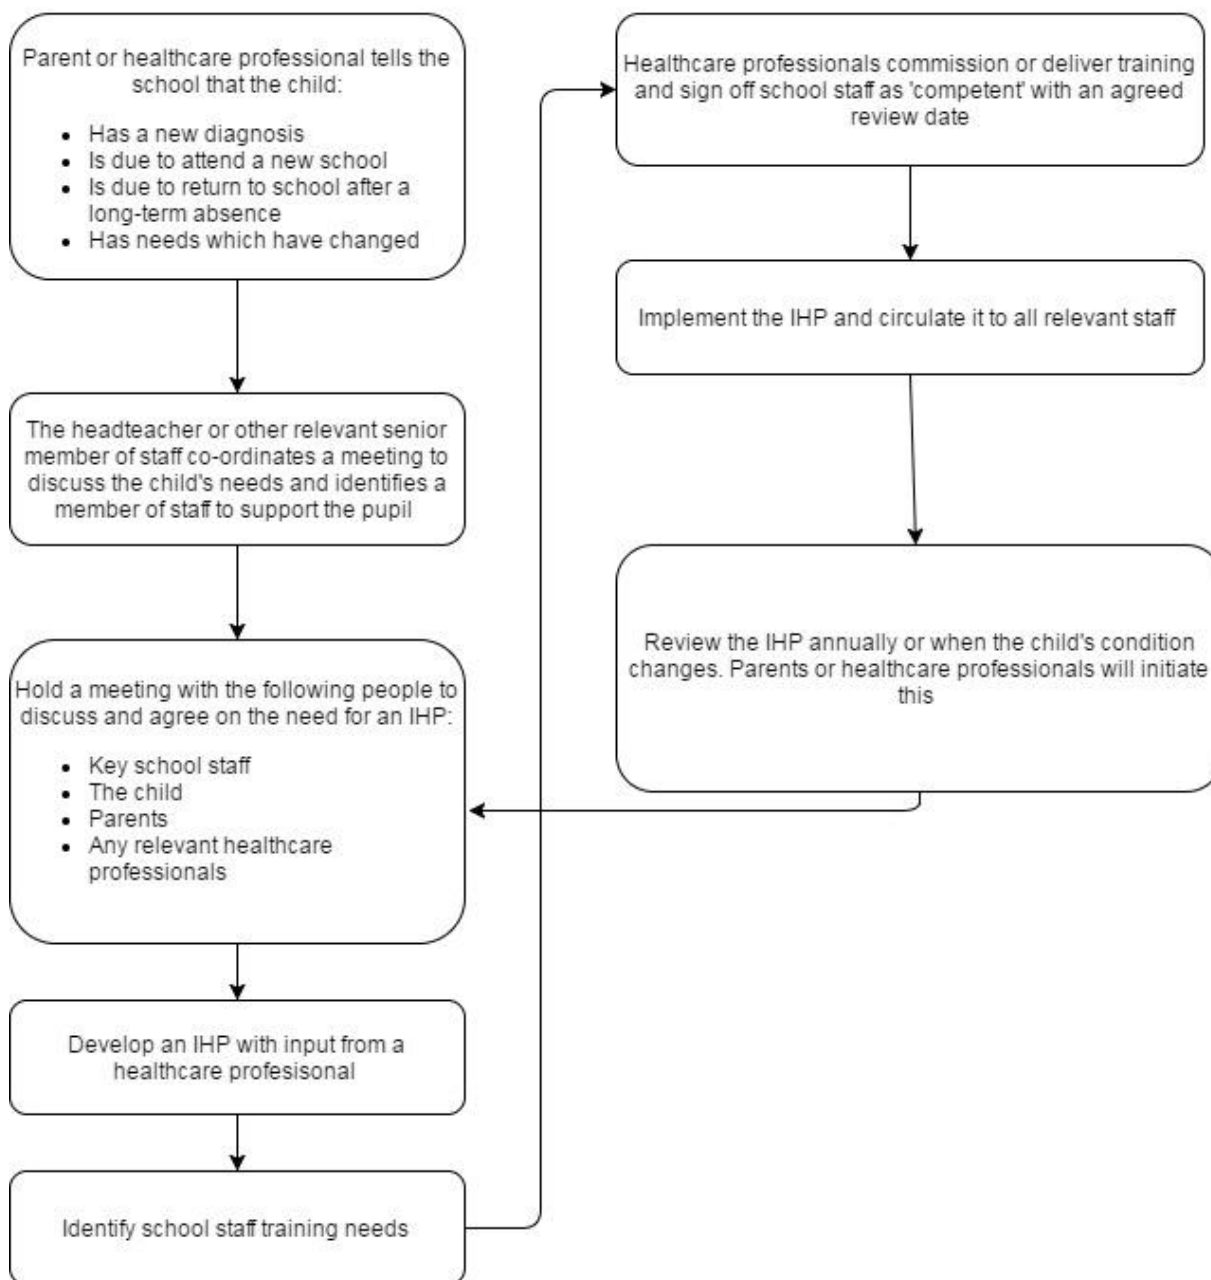 Parent or healthcare professional tells the
school that the child:
• Has a new diagnosis
• Is due to attend a new school
• Is due to return to school after a
long-term absence
• Has needs which have changed
The headteacher or other relevant senior
member of staff co-ordinates a meeting to
discuss the child's needs and identifies a
member of staff to support the pupil
Hold a meeting with the following people to
discuss and agree on the need for an IHP:
• Key school staff
• The child
• Parents
• Any relevant healthcare
professionals
Develop an IHP with input from a
healthcare profesisonal
Identify school staff training needs
Healthcare professionals commission or deliver training
and sign off school staff as 'competent' with an agreed
review date
Implement the IHP and circulate it to all relevant staff
Review the IHP annually or when the child's condition
changes. Parents or healthcare professionals will initiate
this